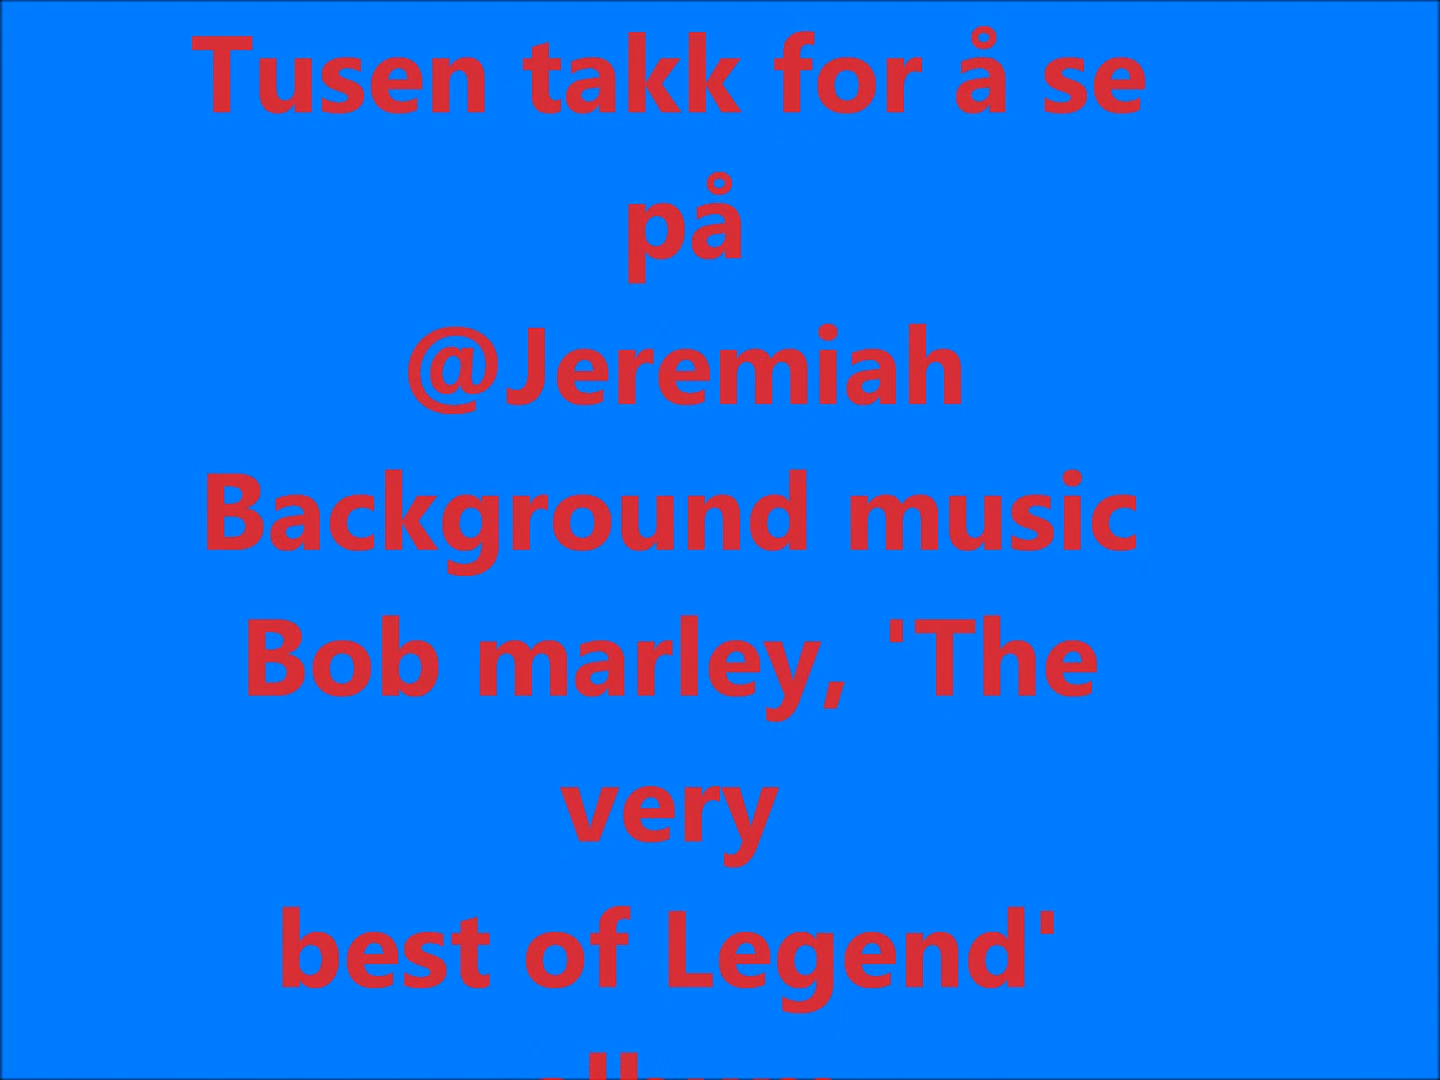 Tusen takk for å se
på
@Jeremiah
Background music
Bob marley, 'The
very
best of Legend'